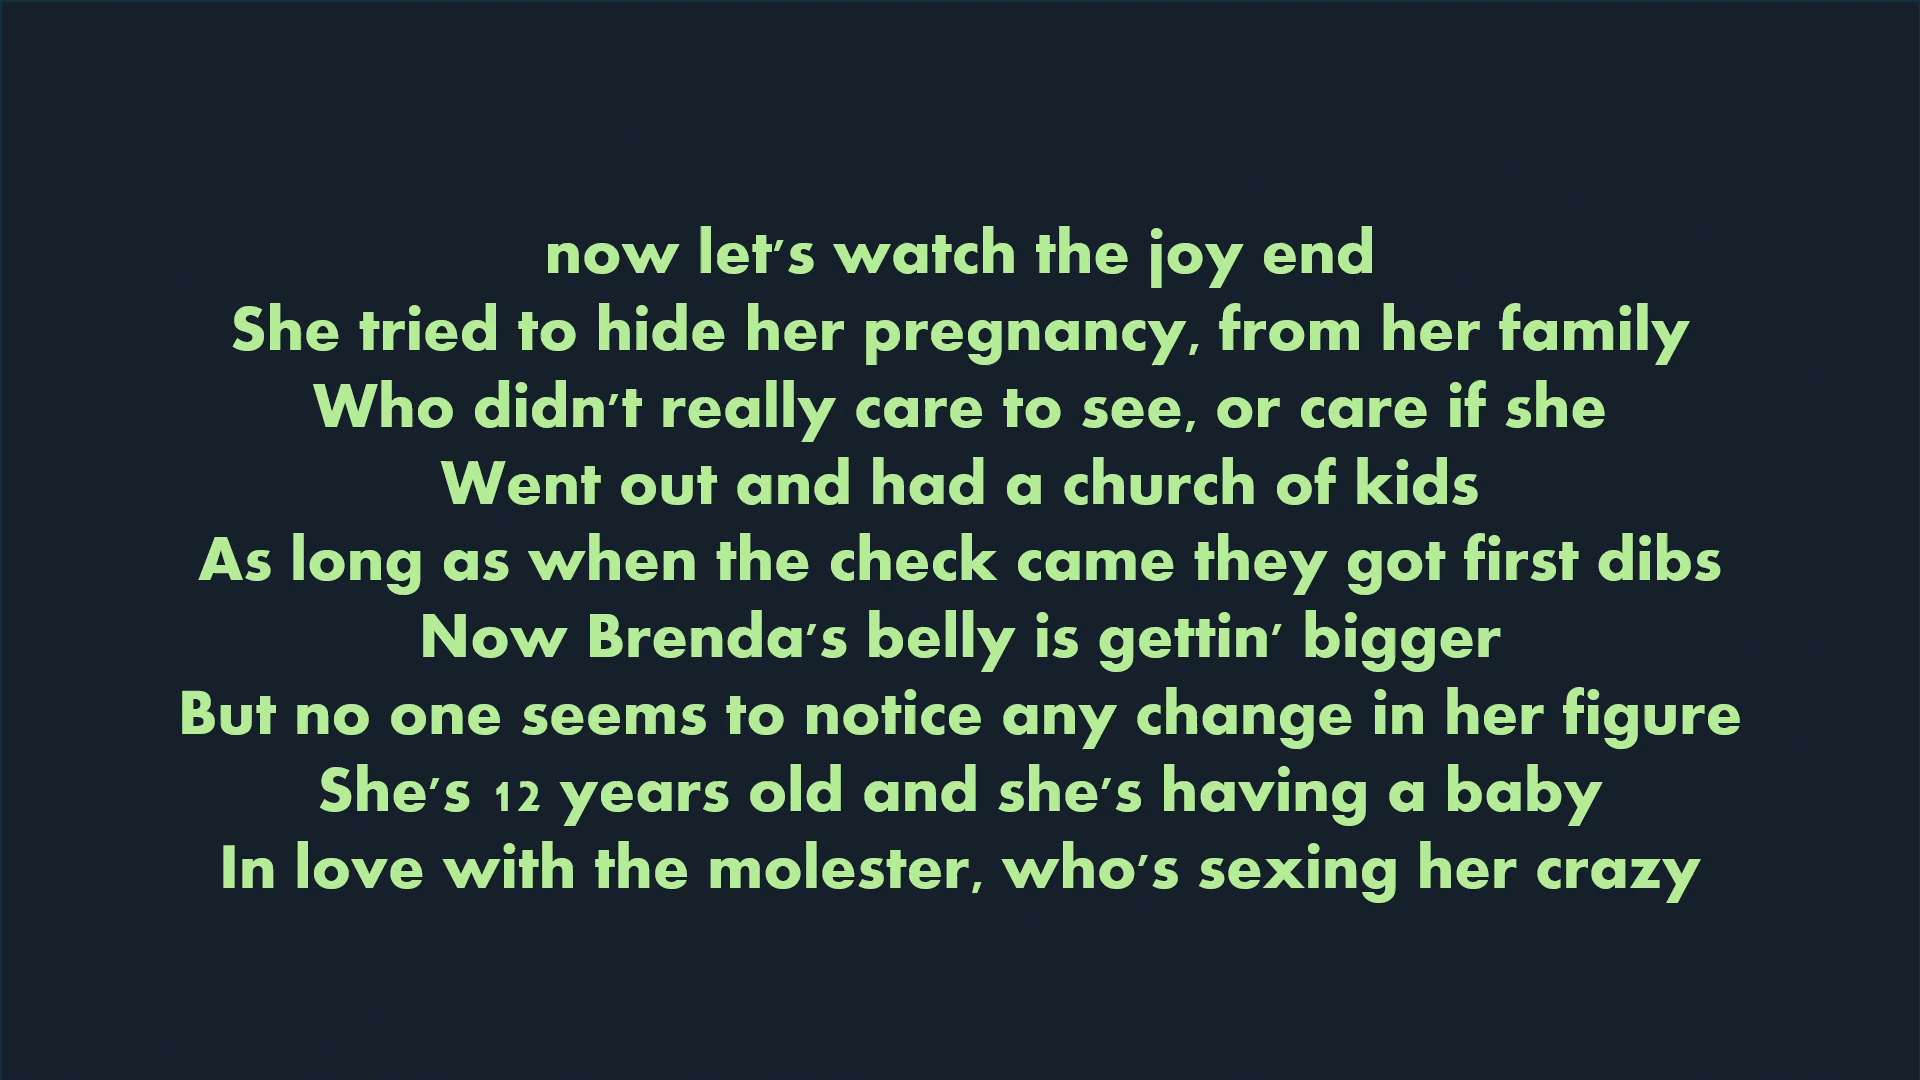 now let's watch the joy end
She tried to hide her pregnancy, from her family
Who didn't really care to see, or care if she
Went out and had a church of kids
As long as when the check came they got first dibs
Now Brenda's belly is gettin' bigger
But no one seems to notice any change in her figure
She's 12 years old and she's having a baby
In love with the molester, who's sexing her crazy